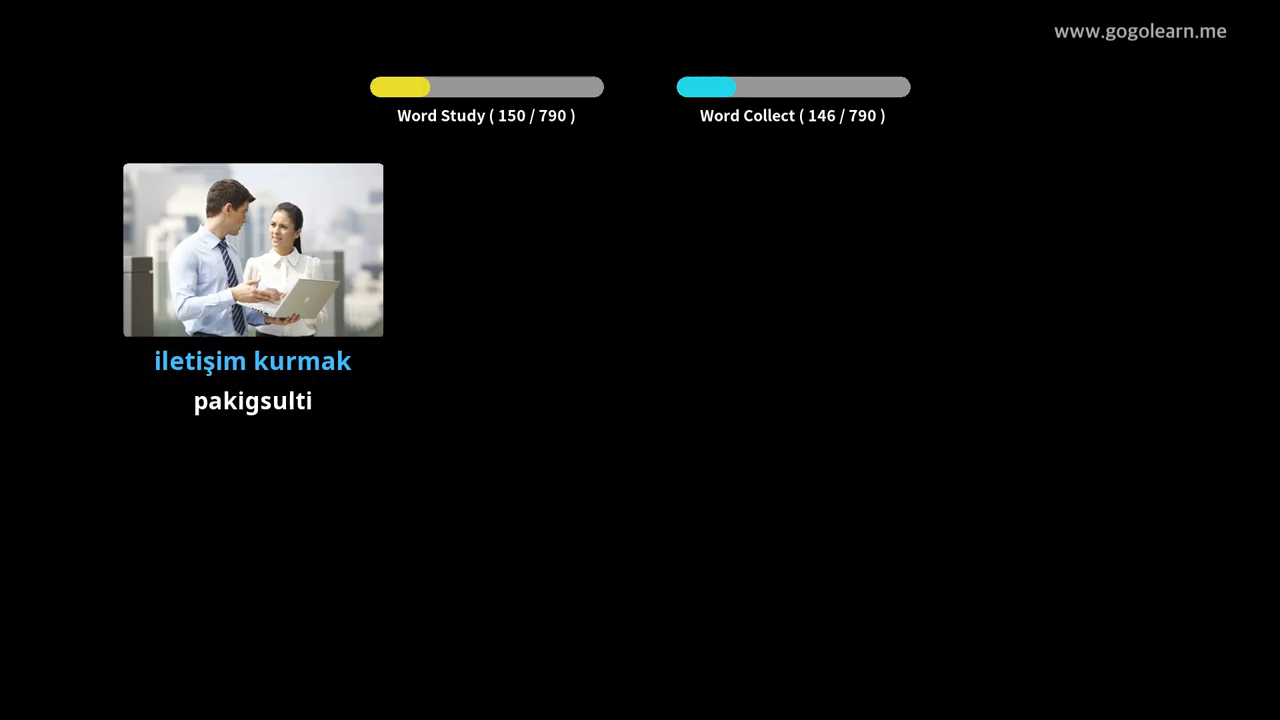 www.gogolearn.me
Word Study ( 150 / 790 )
Word Collect ( 146 / 790 )
iletişim kurmak
pakigsulti